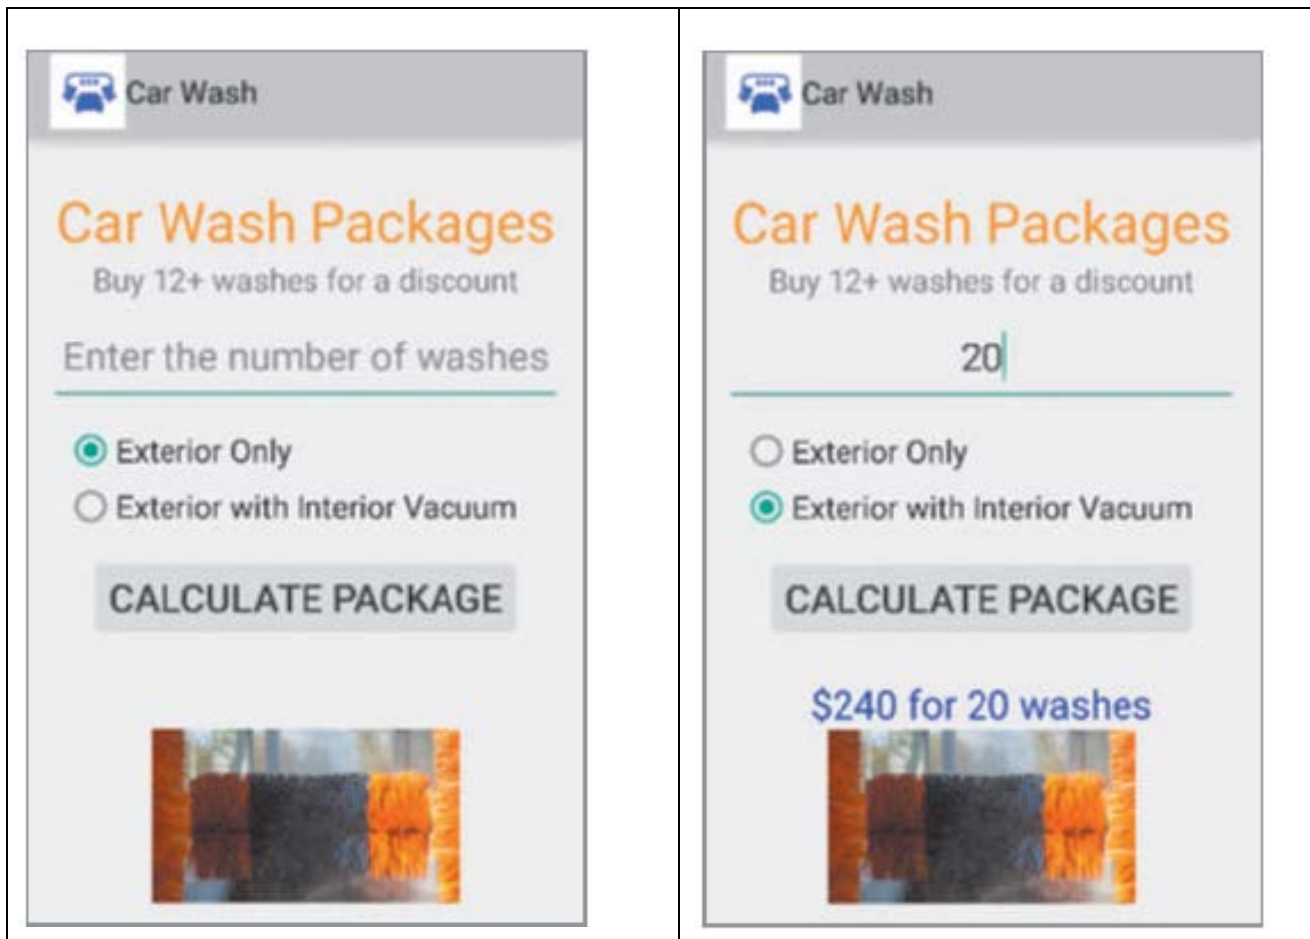 Car Wash
Car Wash Packages
Buy 12+ washes for a discount
Enter the number of washes
Exterior Only
Exterior with Interior Vacuum
CALCULATE PACKAGE
Car Wash
Car Wash Packages
Buy 12+ washes for a discount
20
Exterior Only
Exterior with Interior Vacuum
CALCULATE PACKAGE
$240 for 20 washes